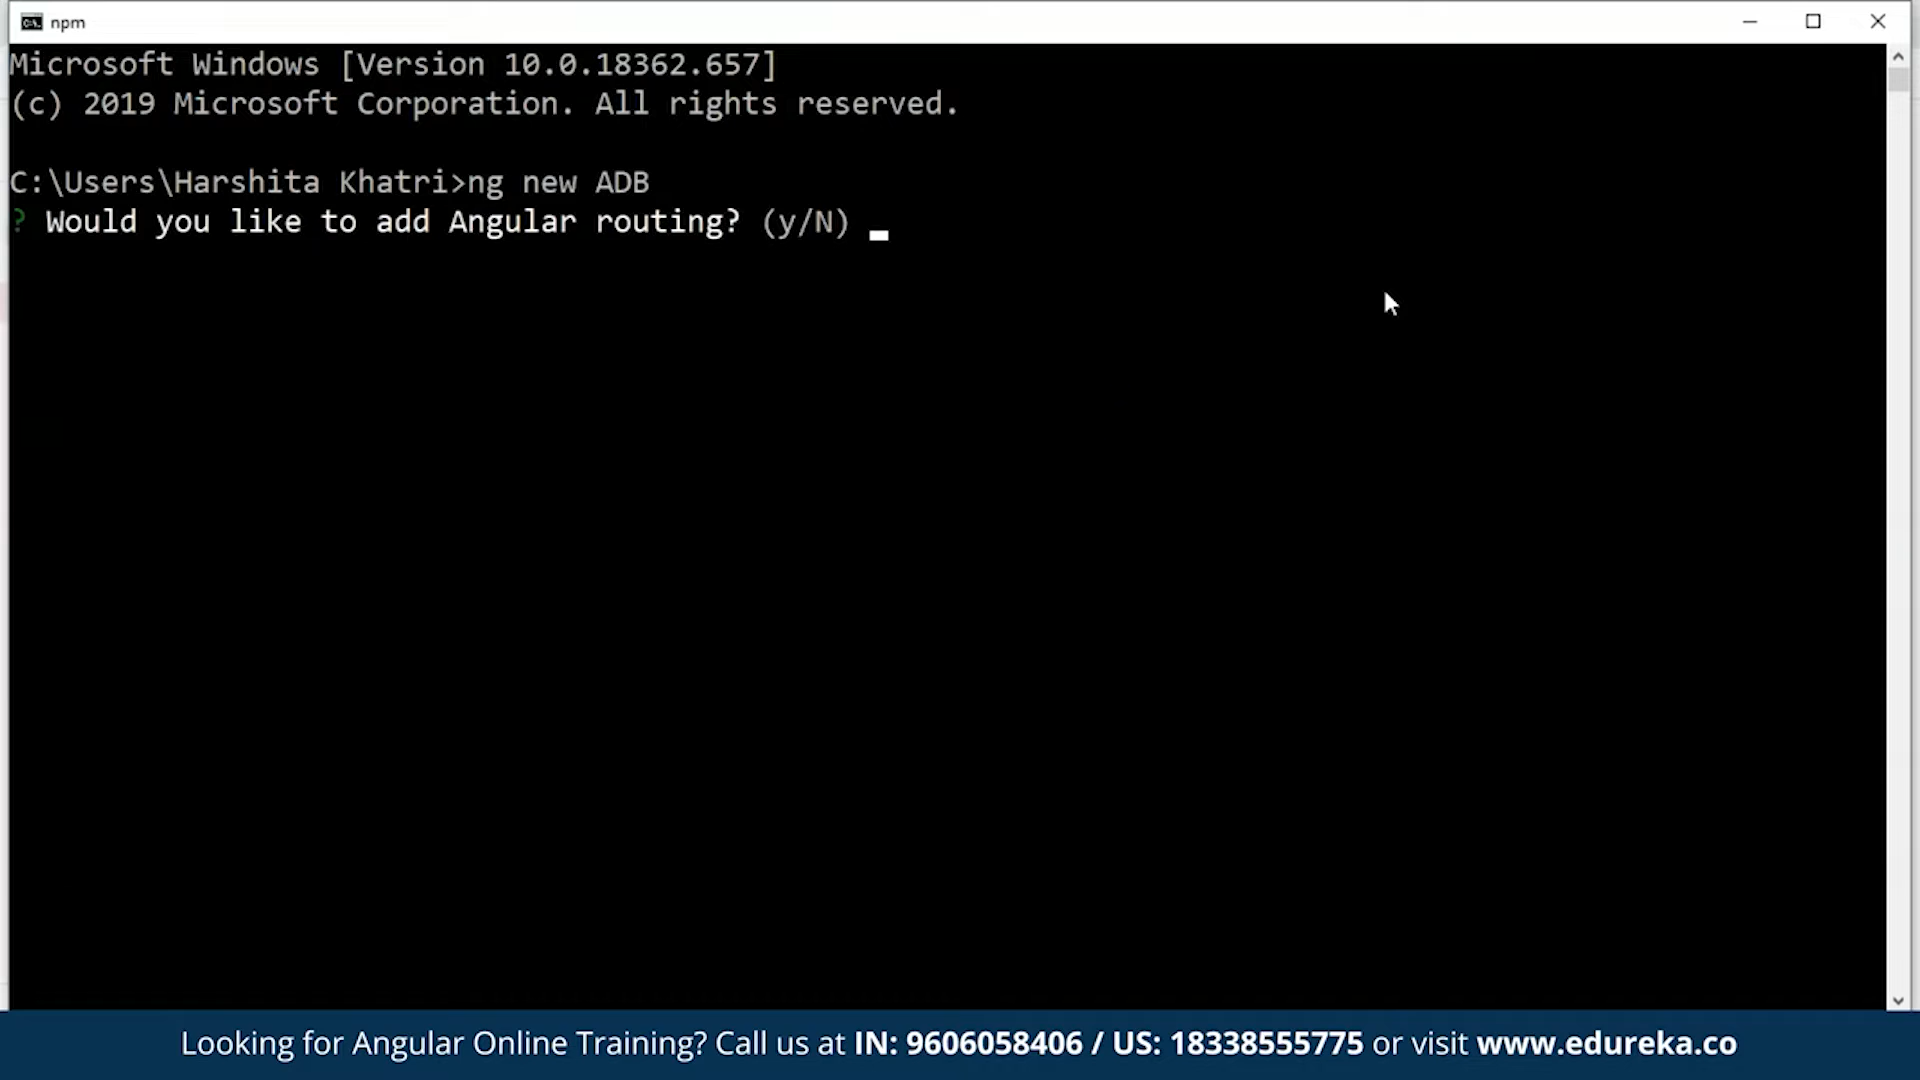 npm
Microsoft Windows [Version 10.0.18362.657]
(c) 2019 Microsoft Corporation. All rights reserved.
C:\Users\Harshita Khatri>ng new ADB
? Would you like to add Angular routing? (y/N)
Looking for Angular Online Training? Call us at IN: 9606058406 / US: 18338555775 or visit www.edureka.co